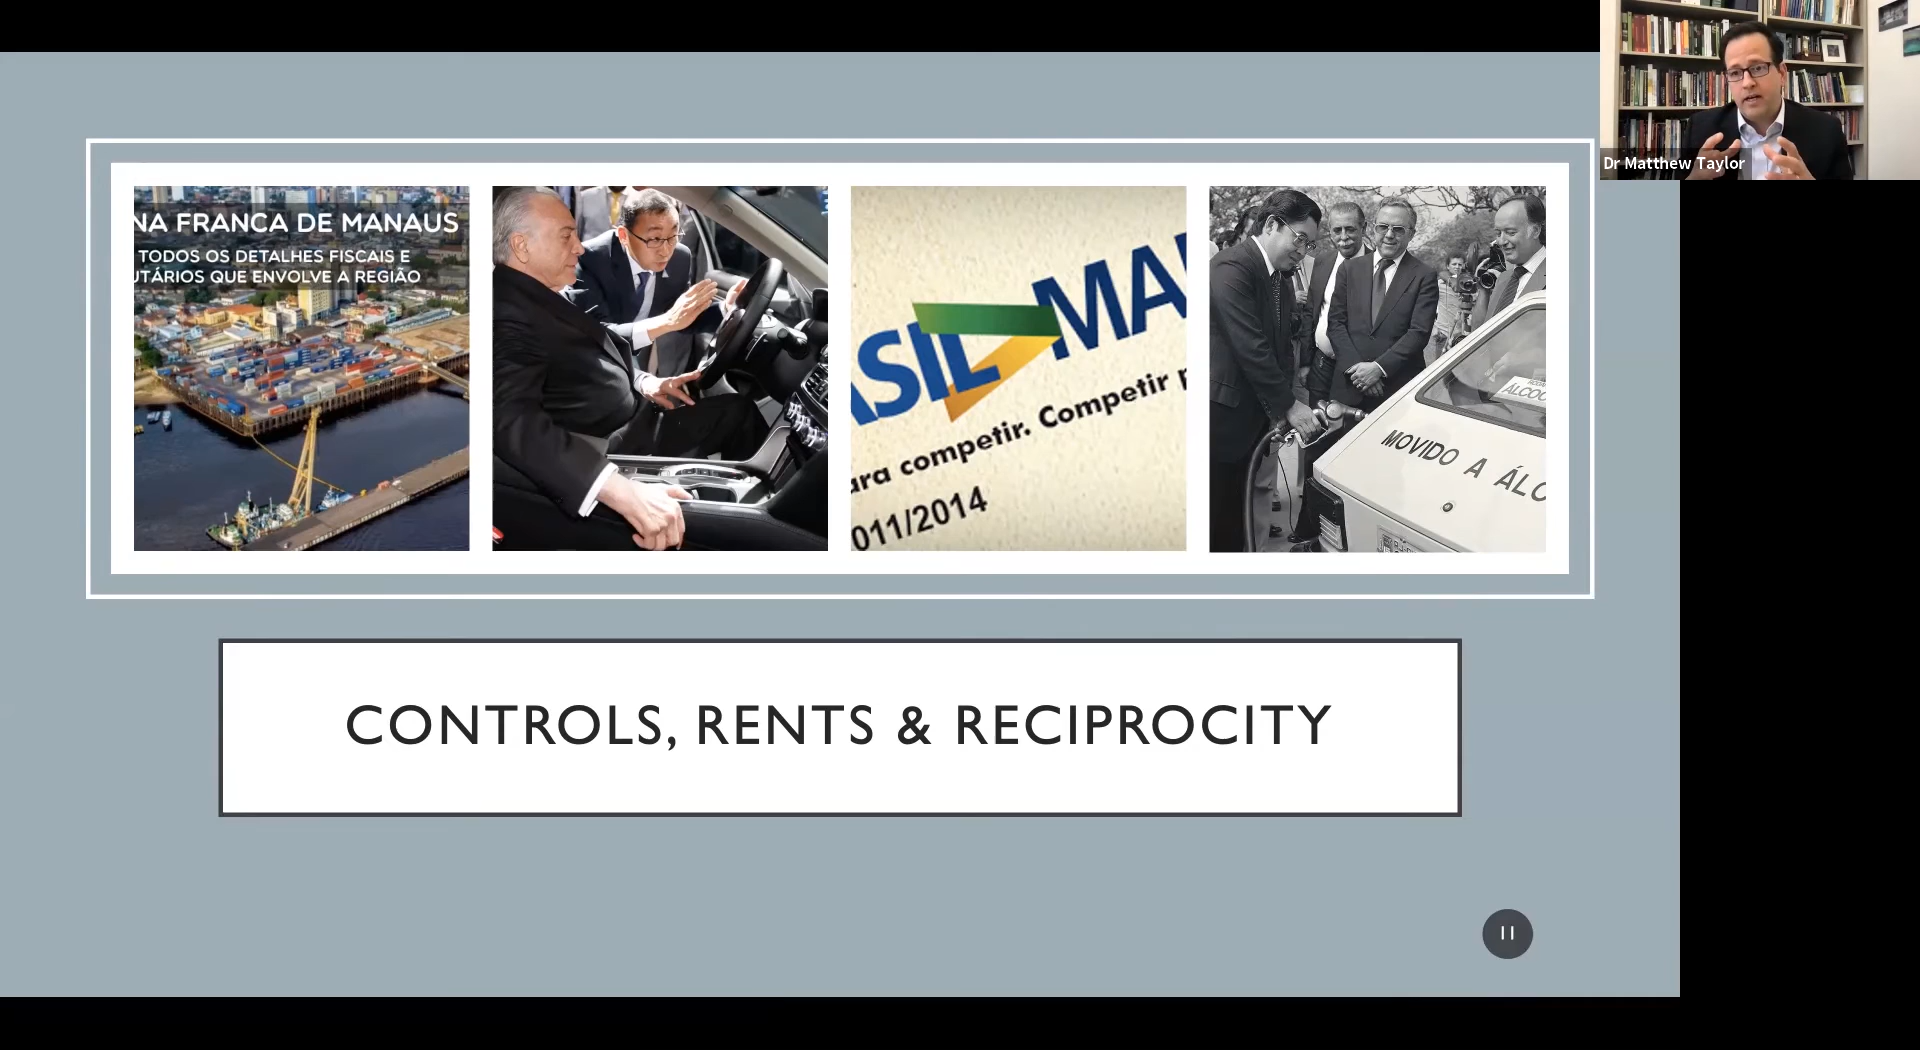 Dr Matthew Taylor
NA FRANCA DE MANAUS
TODOS OS DETALHES FISCAIS E
UTÁRIOS QUE ENVOLVE A REGIÃO
ASIL MA
ara competir. Competir p
011/2014
ÁLCOO
MOVIDO A ÁLC
CONTROLS, RENTS & RECIPROCITY
11